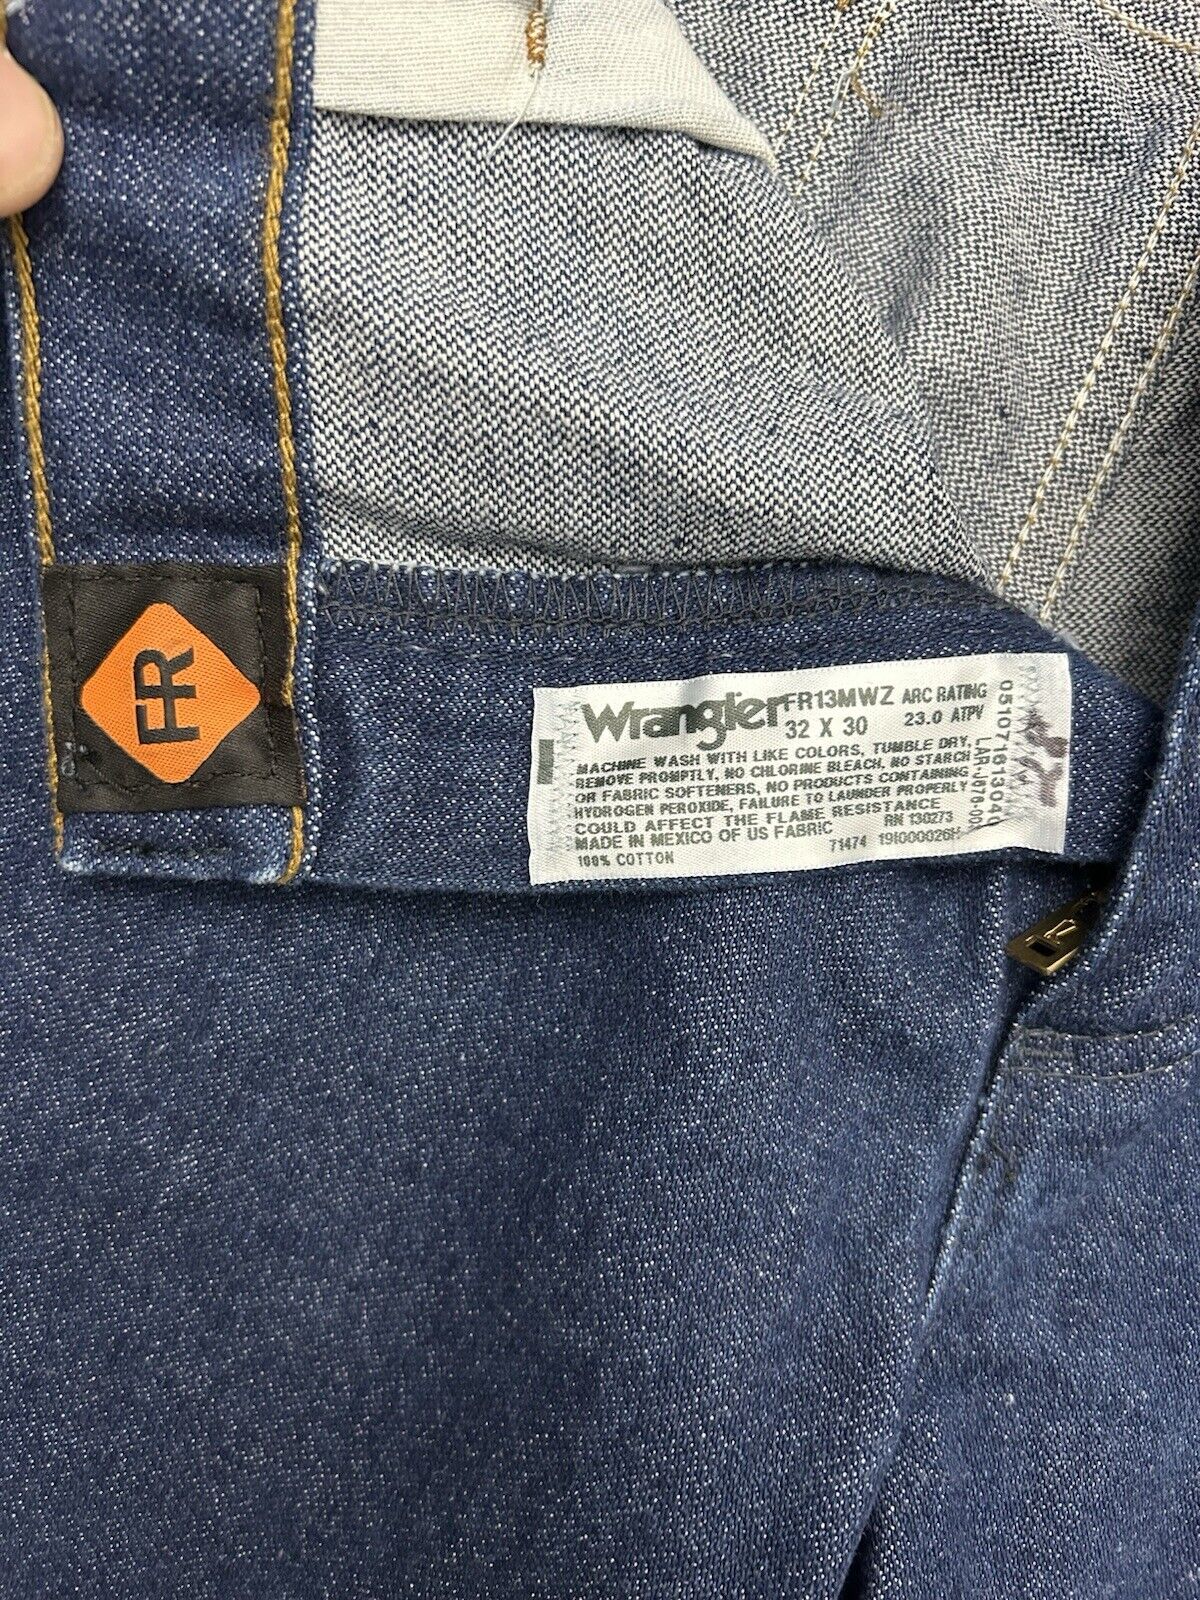 FR
Wrangler FR13MWZ ARC RATING
32 X 30 23.0 ATPV
MACHINE WASH WITH LIKE COLORS, TUMBLE DRY,
REMOVE PROMPTLY, NO CHLORINE BLEACH, NO STARCH
OR FABRIC SOFTENERS, NO PRODUCTS CONTAINING
HYDROGEN PEROXIDE, FAILURE TO LAUNDER PROPERLY
COULD AFFECT THE FLAME RESISTANCE
MADE IN MEXICO OF US FABRIC RN 130273
100% COTTON 71474 19I000026H
051071613040